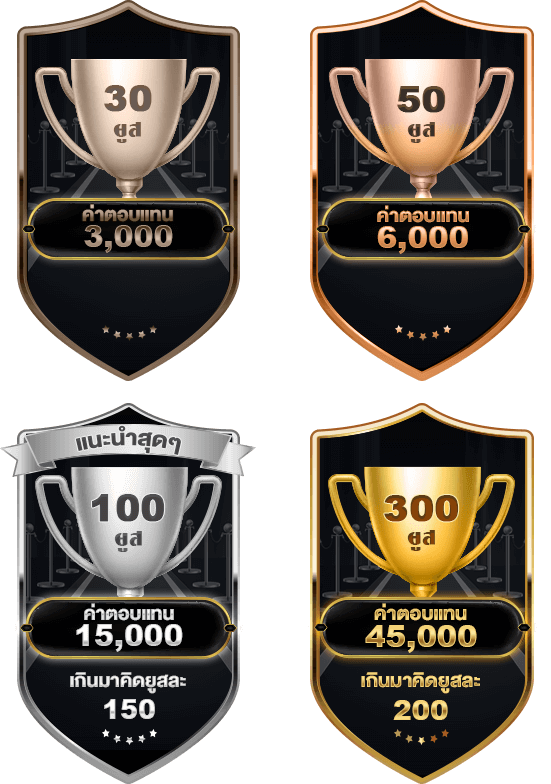 30
ยูส
ค่าตอบแทน
3,000
50
ยูส
ค่าตอบแทน
6,000
แนะนำสุดๆ
100
ยูส
ค่าตอบแทน
15,000
เกินมาคิดยูสละ
150
300
ยูส
ค่าตอบแทน
45,000
เกินมาคิดยูสละ
200